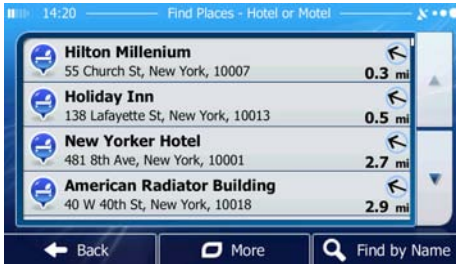 14:20 Find Places - Hotel or Motel
Hilton Millenium
55 Church St, New York, 10007
0.3 mi
Holiday Inn
138 Lafayette St, New York, 10013
0.5 mi
New Yorker Hotel
481 8th Ave, New York, 10001
2.7 mi
American Radiator Building
40 W 40th St, New York, 10018
2.9 mi
Back More Find by Name